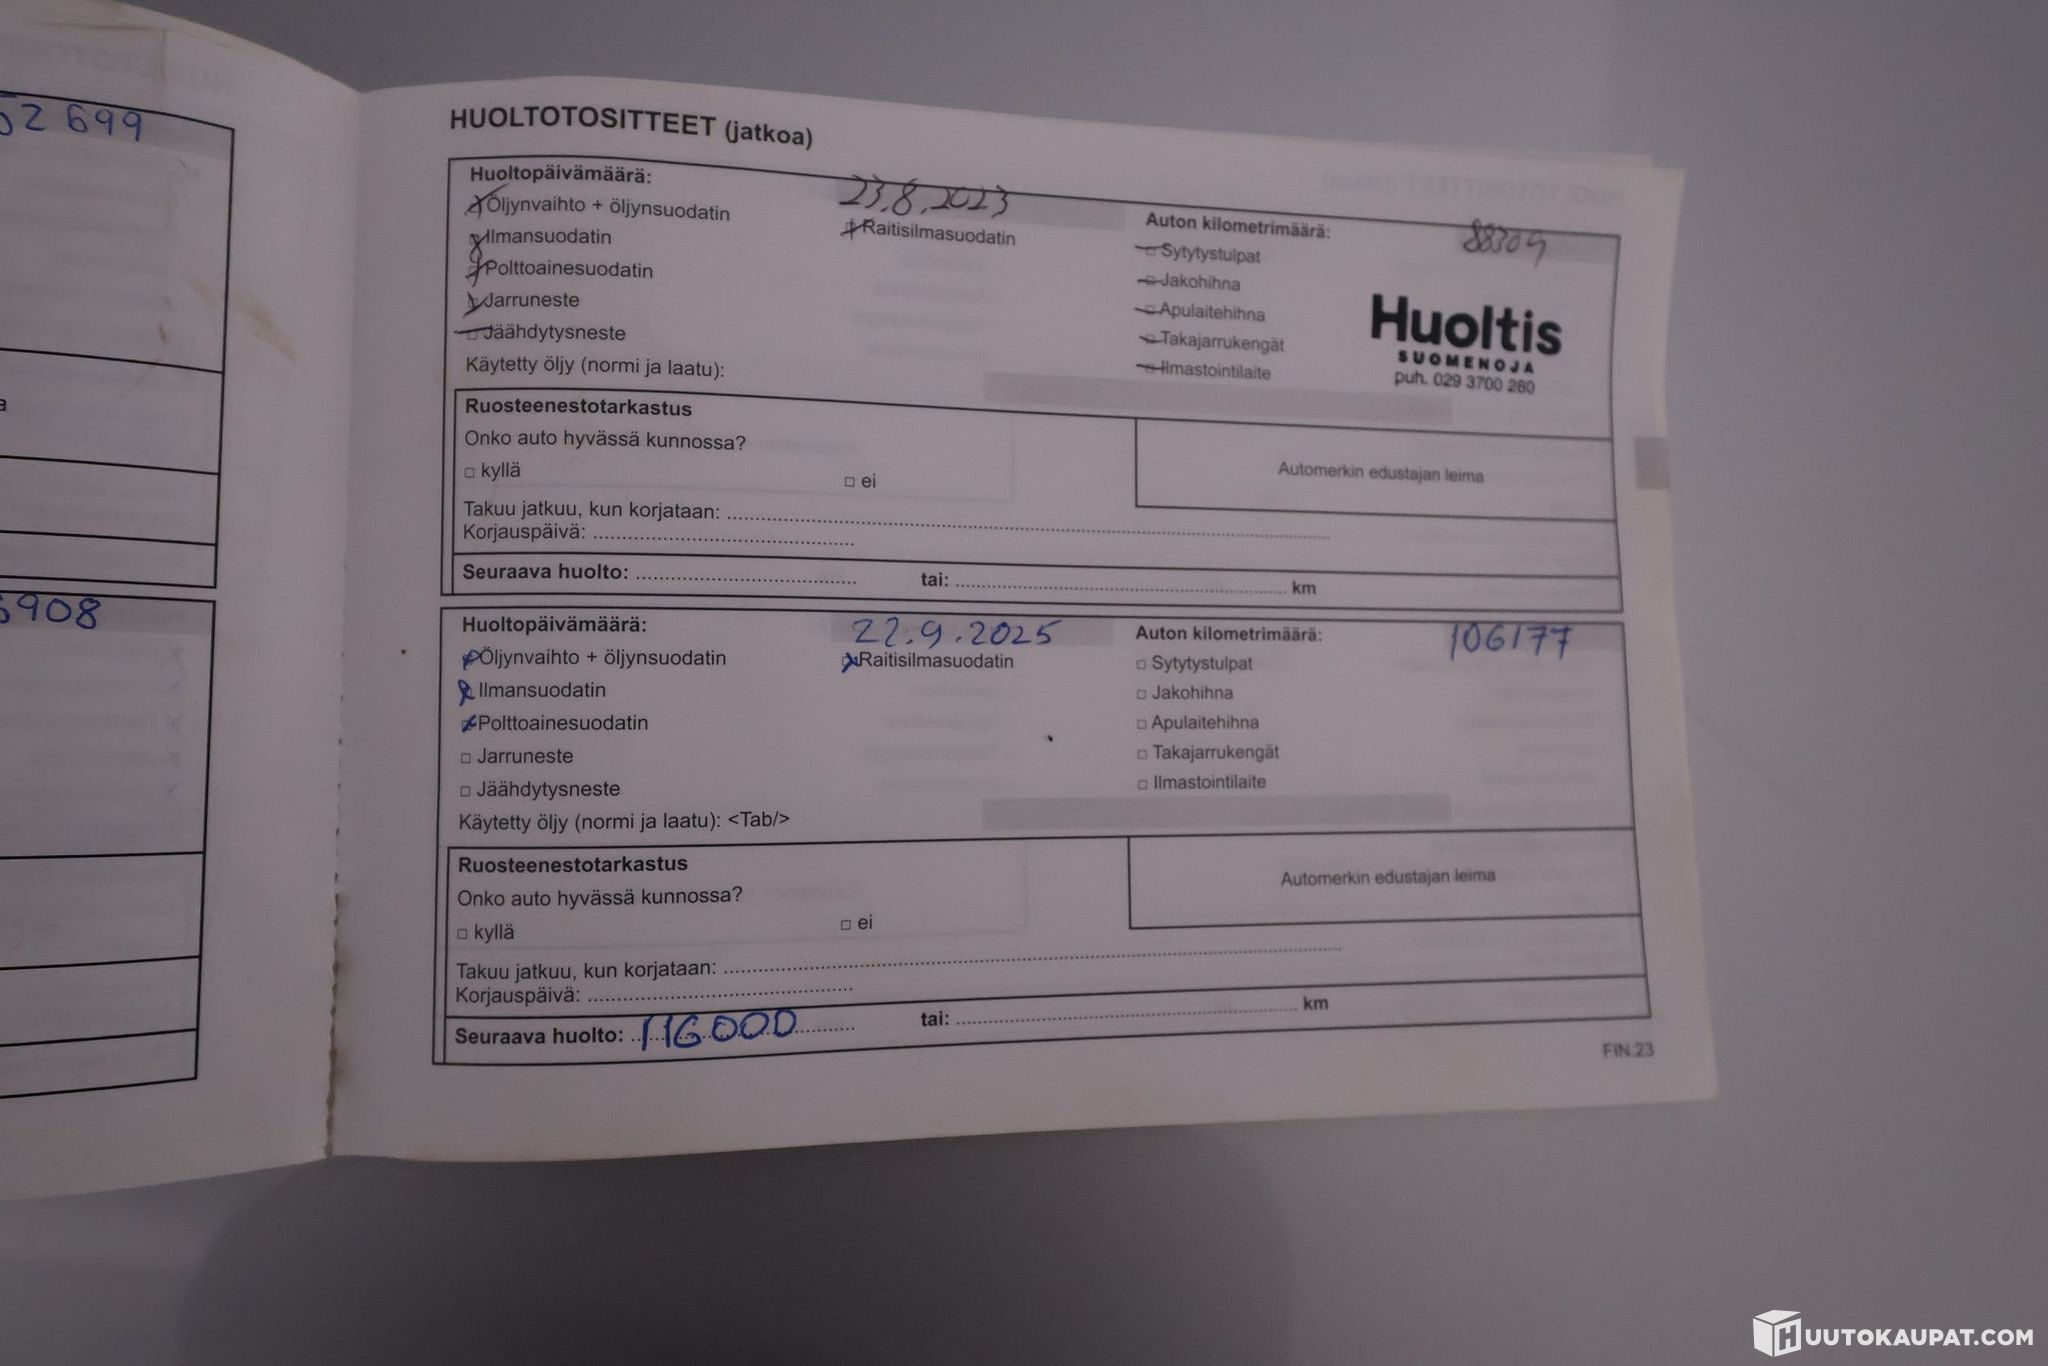 52 699
6908
HUOLTOTOSITTEET (jatkoa)
Huoltopäivämäärä: 23.8.2023 Auton kilometrimäärä: 88309
Öljynvaihto + öljynsuodatin Raitisilmasuodatin Sytytystulpat
Ilmansuodatin Jakohihna
Polttoainesuodatin Apulaitehihna
Jarruneste Takajarrukengät
Jäähdytysneste Ilmastointilaite
Käytetty öljy (normi ja laatu):
Huoltis
SUOMENOJA
puh. 029 3700 280
Ruosteenestotarkastus
Onko auto hyvässä kunnossa?
kyllä ei
Automerkin edustajan leima
Takuu jatkuu, kun korjataan:
Korjauspäivä:
Seuraava huolto: tai: km
Huoltopäivämäärä: 22.9.2025 Auton kilometrimäärä: 106177
Öljynvaihto + öljynsuodatin Raitisilmasuodatin Sytytystulpat
Ilmansuodatin Jakohihna
Polttoainesuodatin Apulaitehihna
Jarruneste Takajarrukengät
Jäähdytysneste Ilmastointilaite
Käytetty öljy (normi ja laatu): <Tab/>
Ruosteenestotarkastus
Onko auto hyvässä kunnossa?
kyllä ei
Automerkin edustajan leima
Takuu jatkuu, kun korjataan:
Korjauspäivä:
Seuraava huolto: 116.000 tai: km
FIN.23
HUUTOKAUPAT.COM